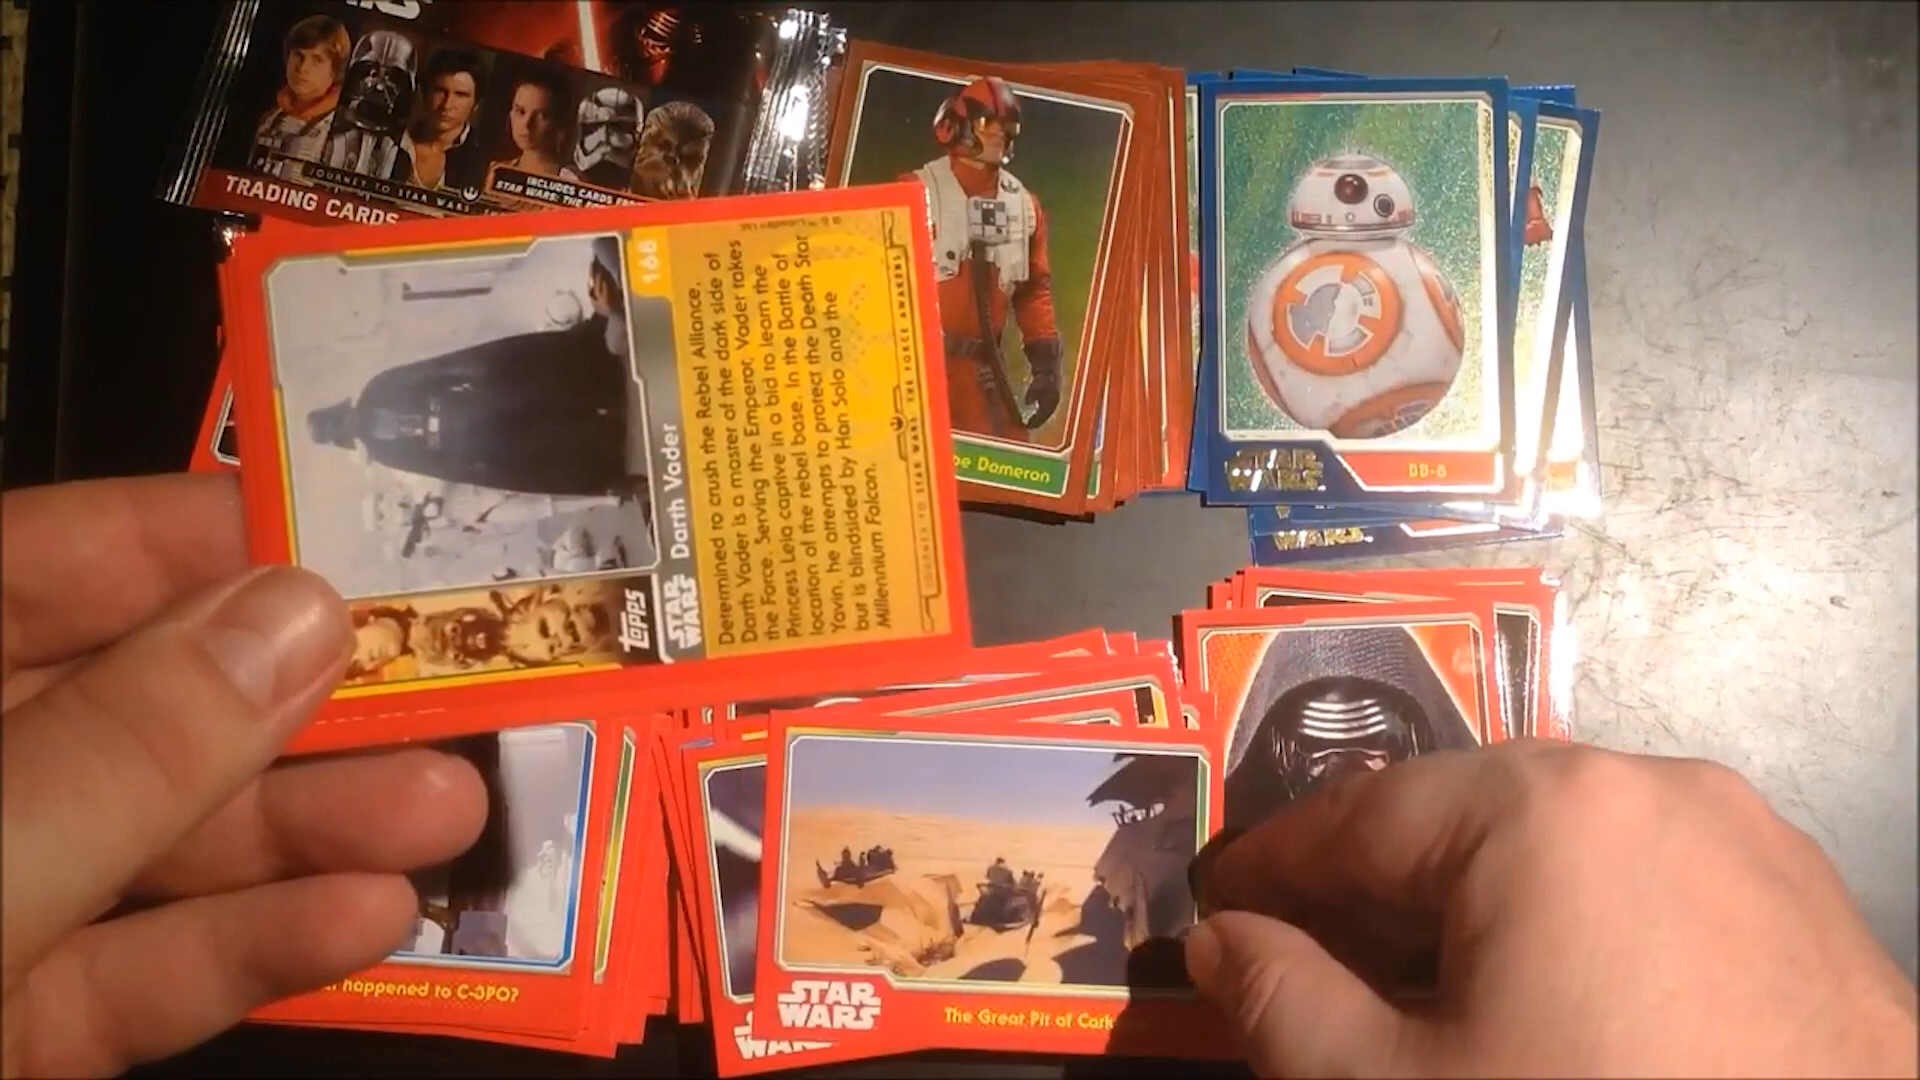 TRADING CARDS
JOURNEY TO STAR WARS:
INCLUDES CARDS FROM
STAR WARS: THE
168
Topps
STAR
WARS
Darth Vader
Determined to crush the Rebel Alliance,
Darth Vader is a master of the dark side of
the Force. Serving the Emperor, Vader takes
Princess Leia captive in a bid to learn the
location of the rebel base. In the Battle of
Yavin, he attempts to protect the Death Star
but is blindsided by Han Solo and the
Millennium Falcon.
JOURNEY TO STAR WARS: THE FORCE AWAKENS
Dameron
STAR
WARS
BB-8
WARS
happened to C-3PO?
STAR
WARS
The Great Pit of Cark